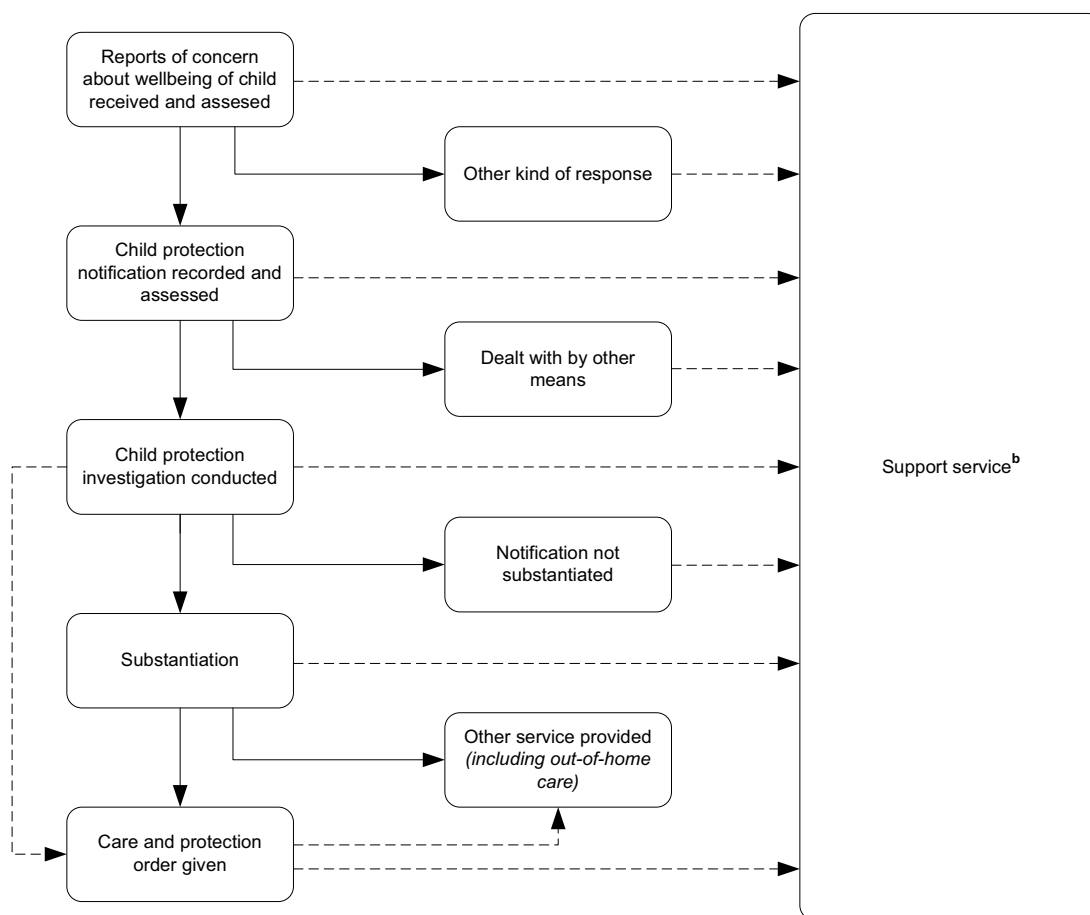 Reports of concern
about wellbeing of child
received and assesed
Other kind of response
Child protection
notification recorded and
assessed
Dealt with by other
means
Child protection
investigation conducted
Support service b
Notification not
substantiated
Substantiation
Other service provided
(including out-of-home
care)
Care and protection
order given